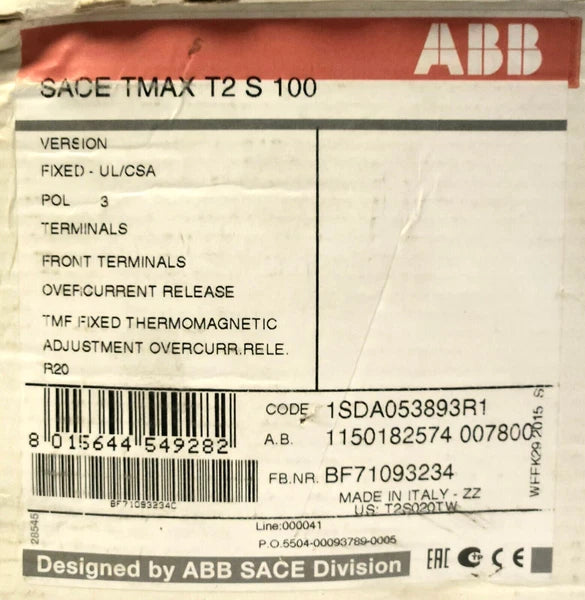 ABB
SACE TMAX T2 S 100
VERSION
FIXED - UL/CSA
POL 3
TERMINALS
FRONT TERMINALS
OVERCURRENT RELEASE
TMF FIXED THERMOMAGNETIC
ADJUSTMENT OVERCURR.RELE.
R20
CODE 1SDA053893R1
8 015644 549282
A.B. 1150182574 007800
FB.NR. BF71093234
BF71093234C
MADE IN ITALY - ZZ
US: T2S020TW
WEEK29 2015 S
28545
Line:000041
P.O.5504-00093789-0005
Designed by ABB SACE Division
EAC CE